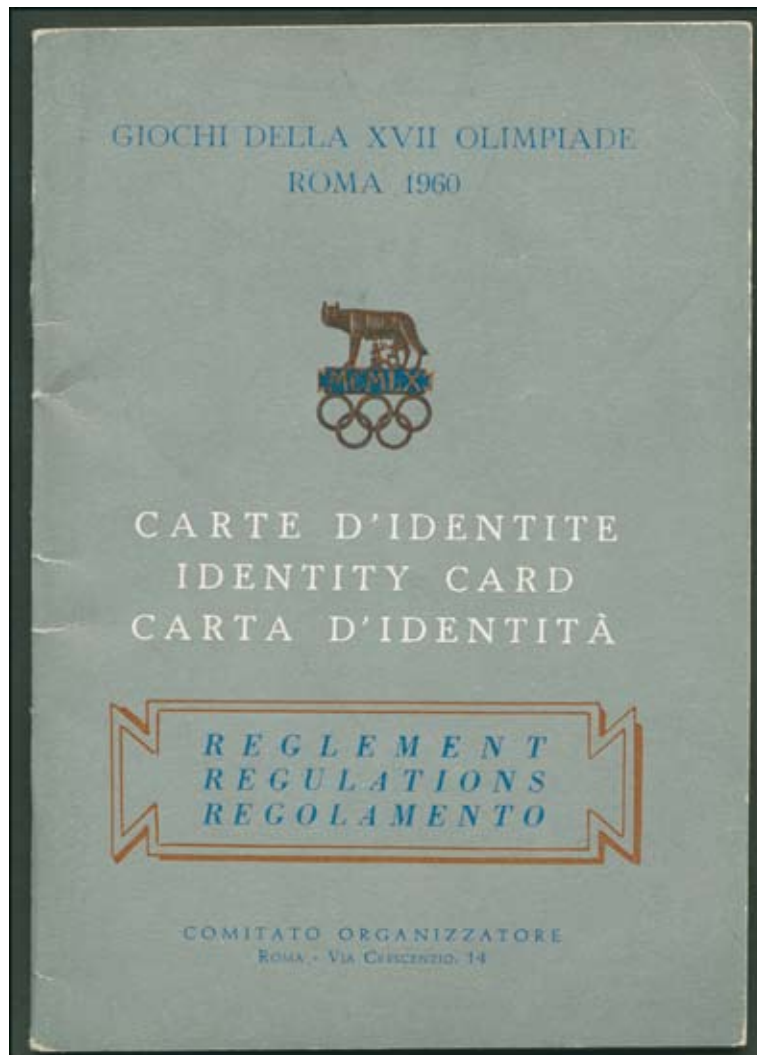 GIOCHI DELLA XVII OLIMPIADE
ROMA 1960
MCMLX
CARTE D'IDENTITE
IDENTITY CARD
CARTA D'IDENTITÀ
REGLEMENT
REGULATIONS
REGOLAMENTO
COMITATO ORGANIZZATORE
ROMA - VIA CRESCENZIO, 14